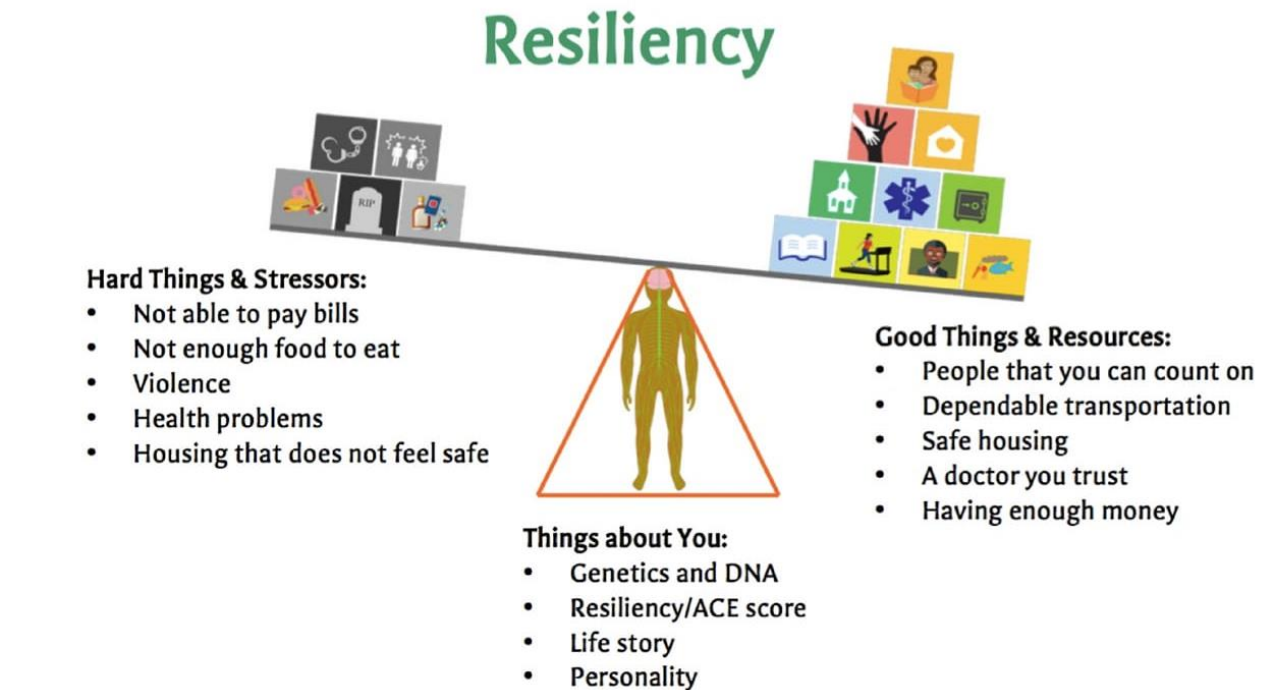 Resiliency
RIP
Hard Things & Stressors:
• Not able to pay bills
• Not enough food to eat
• Violence
• Health problems
• Housing that does not feel safe
Good Things & Resources:
• People that you can count on
• Dependable transportation
• Safe housing
• A doctor you trust
• Having enough money
Things about You:
• Genetics and DNA
• Resiliency/ACE score
• Life story
• Personality